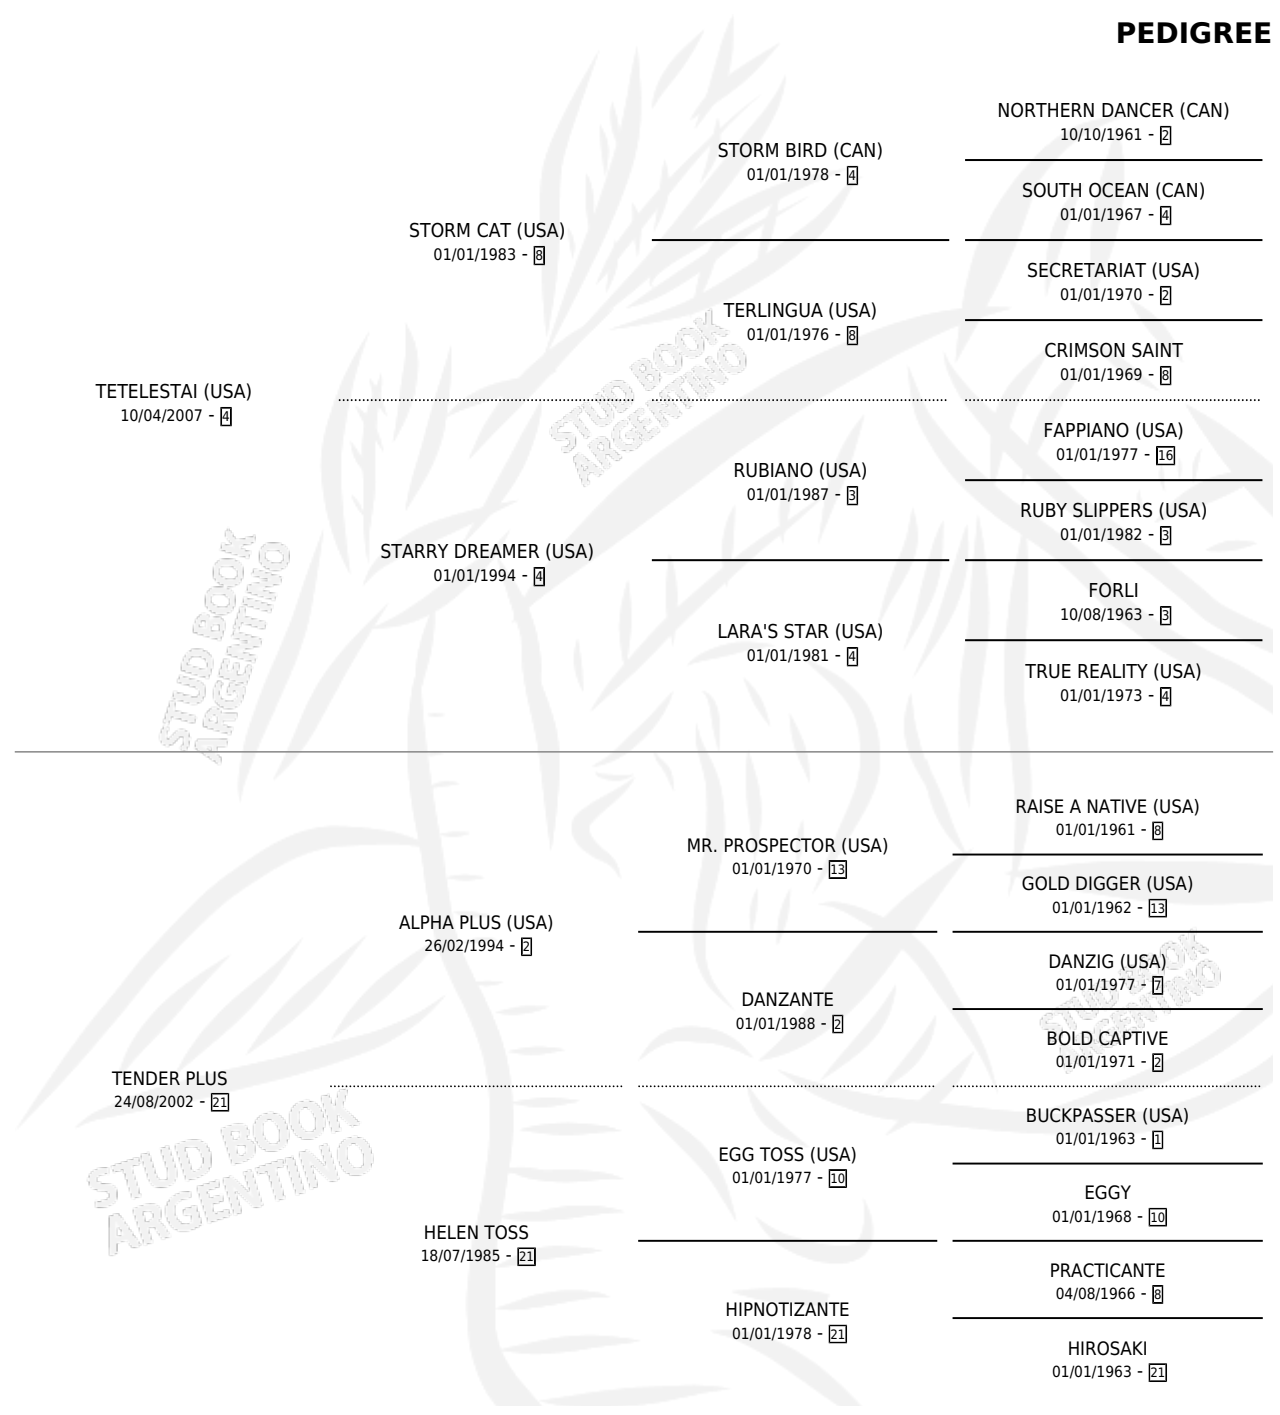 PEDIGREE
NORTHERN DANCER (CAN)
10/10/1961 - 2
STORM BIRD (CAN)
01/01/1978 - 4
SOUTH OCEAN (CAN)
01/01/1967 - 4
STORM CAT (USA)
01/01/1983 - 8
SECRETARIAT (USA)
01/01/1970 - 2
TERLINGUA (USA)
01/01/1976 - 8
CRIMSON SAINT
01/01/1969 - 8
TETELESTAI (USA)
10/04/2007 - 4
FAPPIANO (USA)
01/01/1977 - 16
RUBIANO (USA)
01/01/1987 - 3
RUBY SLIPPERS (USA)
01/01/1982 - 3
STARRY DREAMER (USA)
01/01/1994 - 4
FORLI
10/08/1963 - 3
LARA'S STAR (USA)
01/01/1981 - 4
TRUE REALITY (USA)
01/01/1973 - 4
RAISE A NATIVE (USA)
01/01/1961 - 8
MR. PROSPECTOR (USA)
01/01/1970 - 13
GOLD DIGGER (USA)
01/01/1962 - 13
ALPHA PLUS (USA)
26/02/1994 - 2
DANZIG (USA)
01/01/1977 - 7
DANZANTE
01/01/1988 - 2
BOLD CAPTIVE
01/01/1971 - 2
TENDER PLUS
24/08/2002 - 21
BUCKPASSER (USA)
01/01/1963 - 1
EGG TOSS (USA)
01/01/1977 - 10
EGGY
01/01/1968 - 10
HELEN TOSS
18/07/1985 - 21
PRACTICANTE
04/08/1966 - 8
HIPNOTIZANTE
01/01/1978 - 21
HIROSAKI
01/01/1963 - 21
STUD BOOK
ARGENTINO
STUD BOOK
ARGENTINO
STUD BOOK
ARGENTINO
STUD BOOK
ARGENTINO